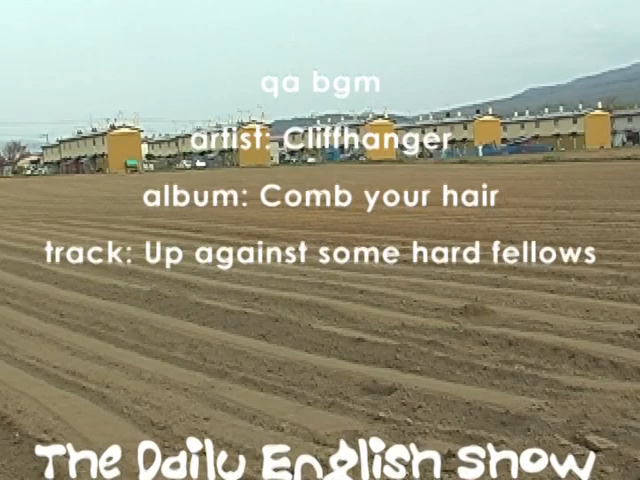 qa bgm
artist: Cliffhanger
album: Comb your hair
track: Up against some hard fellows
The Daily English Show